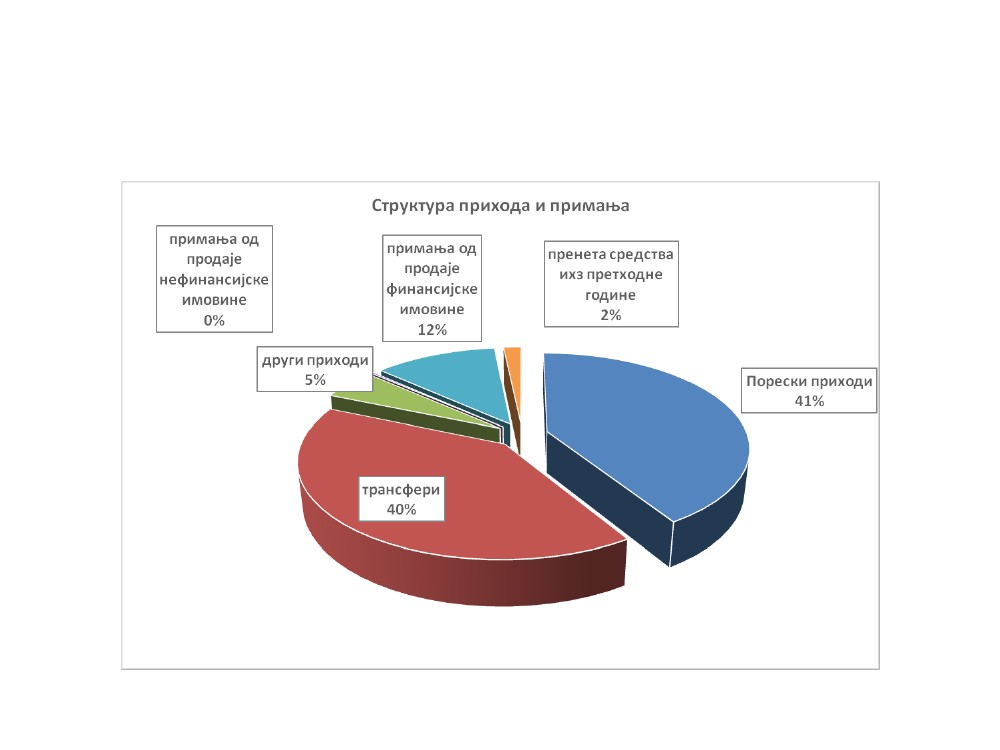 Структура прихода и примања
примања од
продаје
нефинансијске
имовине
0%
примања од
продаје
финансијске
имовине
12%
пренета средства
ихз претходне
године
2%
други приходи
5%
Порески приходи
41%
трансфери
40%